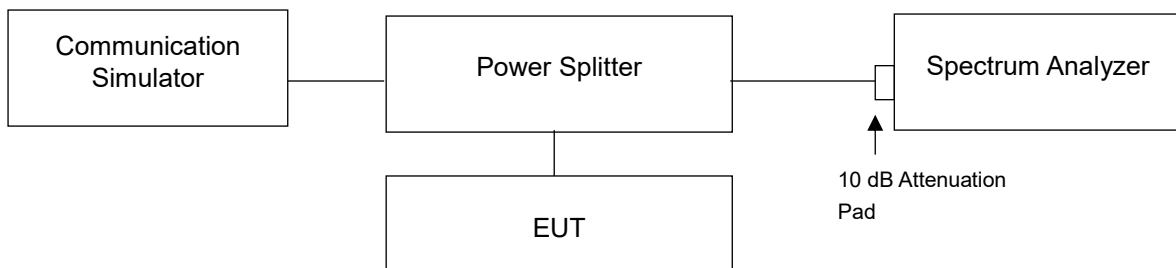 Communication
Simulator
Power Splitter
Spectrum Analyzer
10 dB Attenuation
Pad
EUT